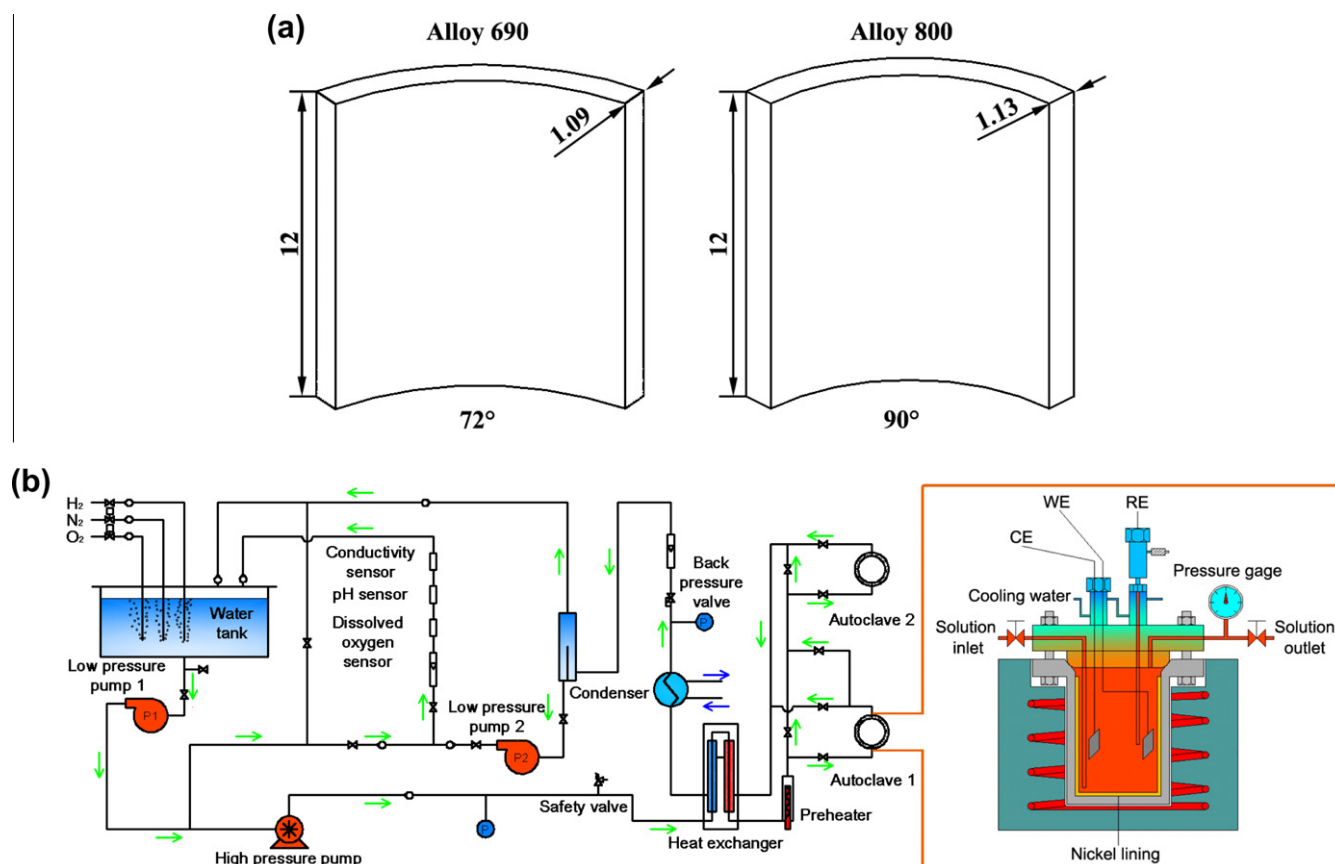 (a)
Alloy 690
Alloy 800
1.09
1.13
12
12
72°
90°
(b)
H₂
N₂
O₂
Water
tank
Low pressure
pump 1
P1
Conductivity
sensor
pH sensor
Dissolved
oxygen
sensor
Low pressure
pump 2
P2
High pressure pump
P
Safety valve
Condenser
Back
pressure
valve
P
Heat exchanger
Preheater
Autoclave 2
Autoclave 1
WE
RE
CE
Cooling water
Pressure gage
Solution
inlet
Solution
outlet
Nickel lining